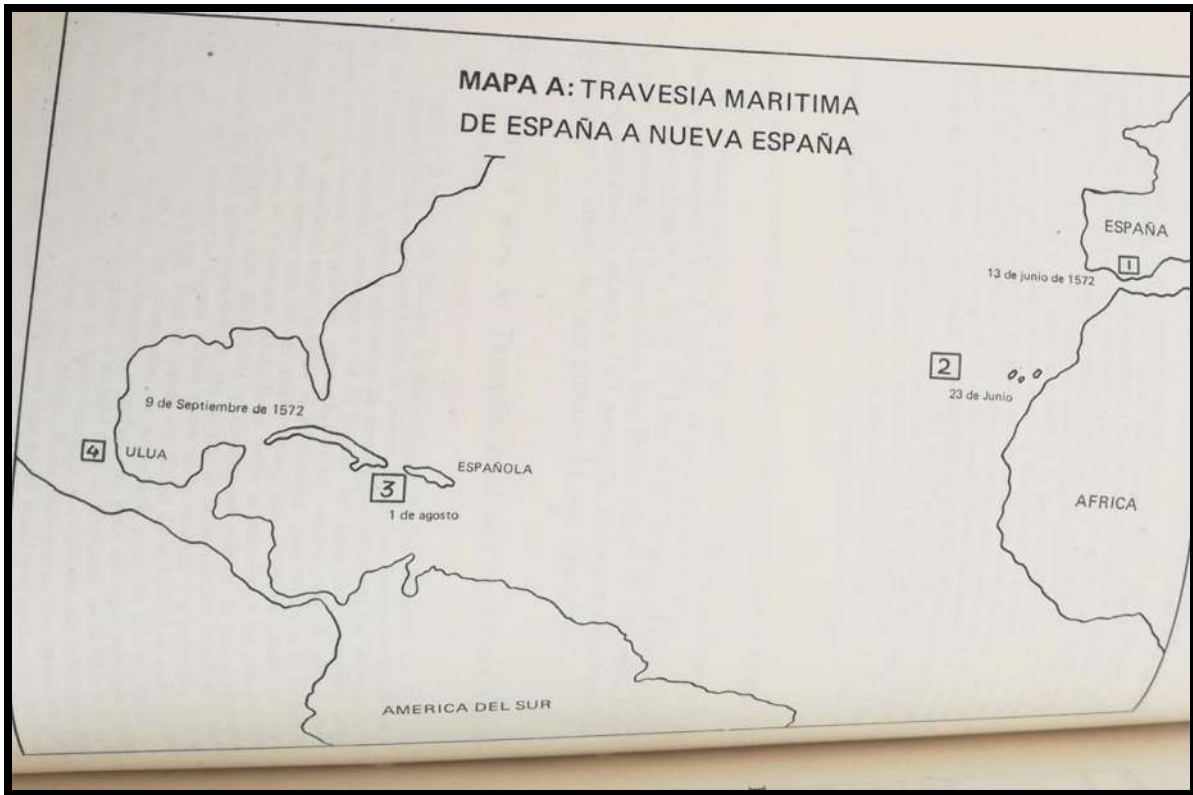 MAPA A: TRAVESIA MARITIMA
DE ESPAÑA A NUEVA ESPAÑA
ESPAÑA
1
13 de junio de 1572
2
23 de Junio
9 de Septiembre de 1572
4
ULUA
ESPAÑOLA
3
1 de agosto
AFRICA
AMERICA DEL SUR